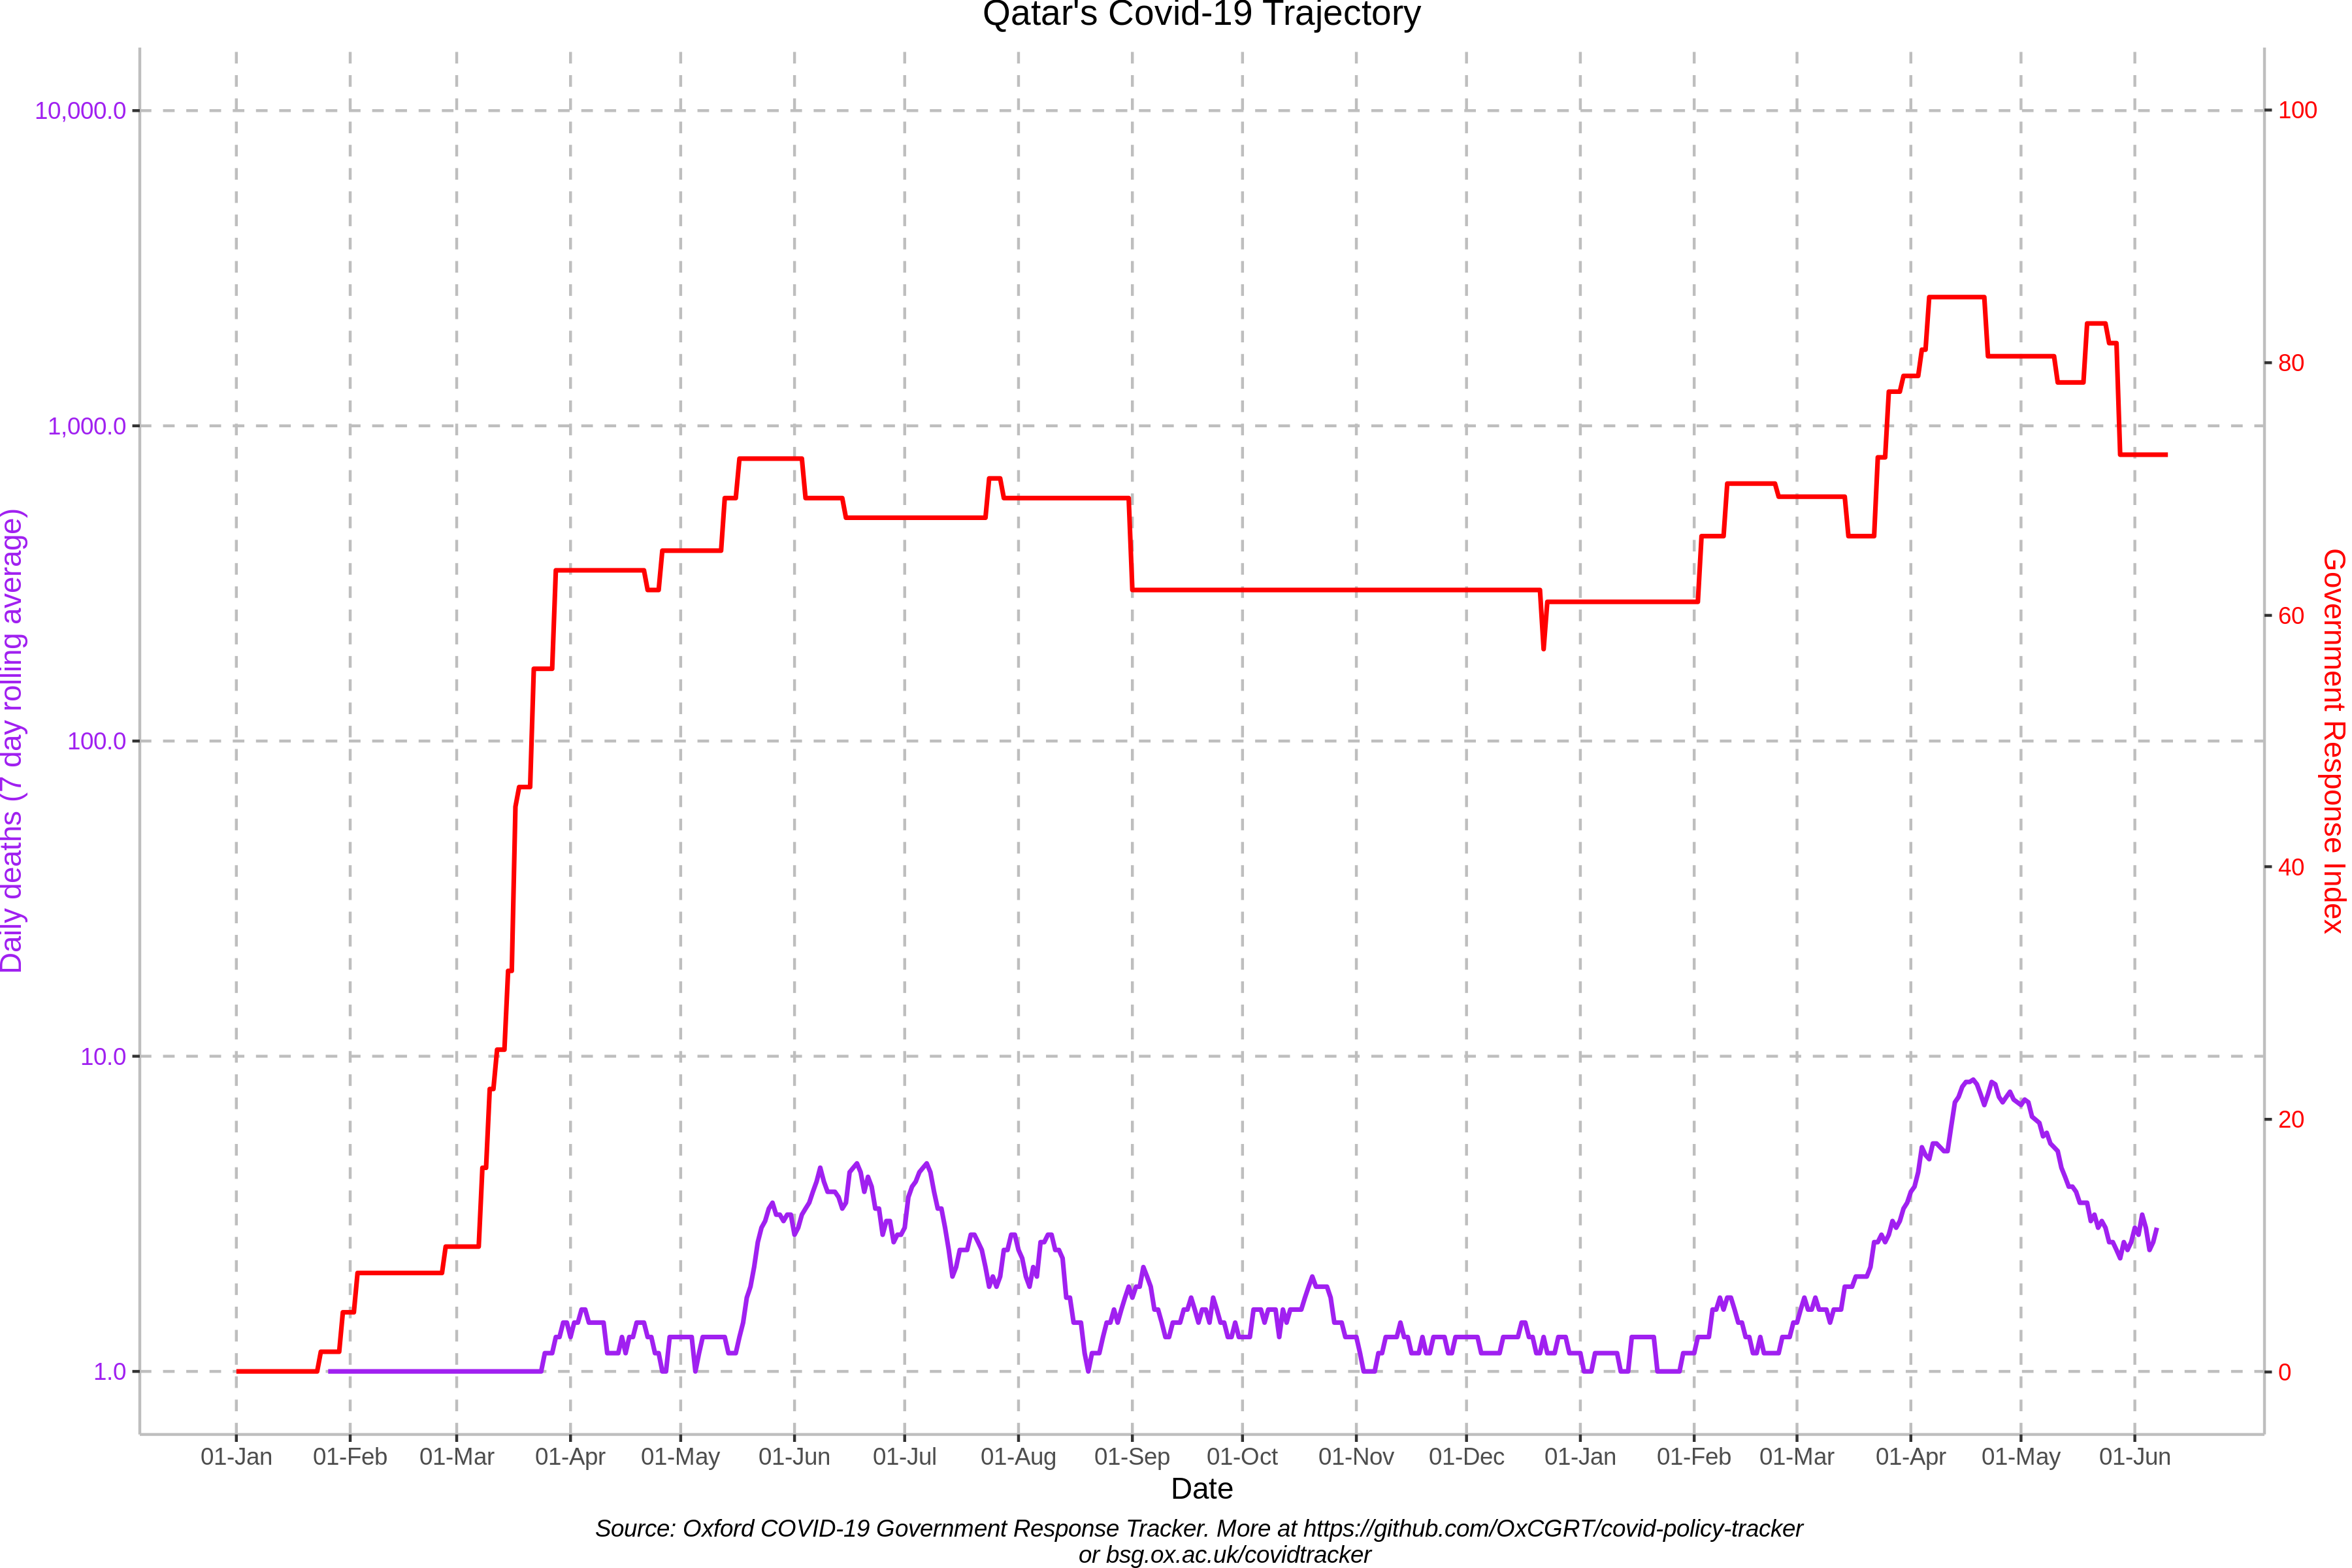 Qatar's Covid-19 Trajectory
Daily deaths (7 day rolling average)
10,000.0
1,000.0
100.0
10.0
1.0
100
80
60
40
20
0
Government Response Index
01-Jan 01-Feb 01-Mar 01-Apr 01-May 01-Jun 01-Jul 01-Aug 01-Sep 01-Oct 01-Nov 01-Dec 01-Jan 01-Feb 01-Mar 01-Apr 01-May 01-Jun
Date
Source: Oxford COVID-19 Government Response Tracker. More at https://github.com/OxCGRT/covid-policy-tracker
or bsg.ox.ac.uk/covidtracker